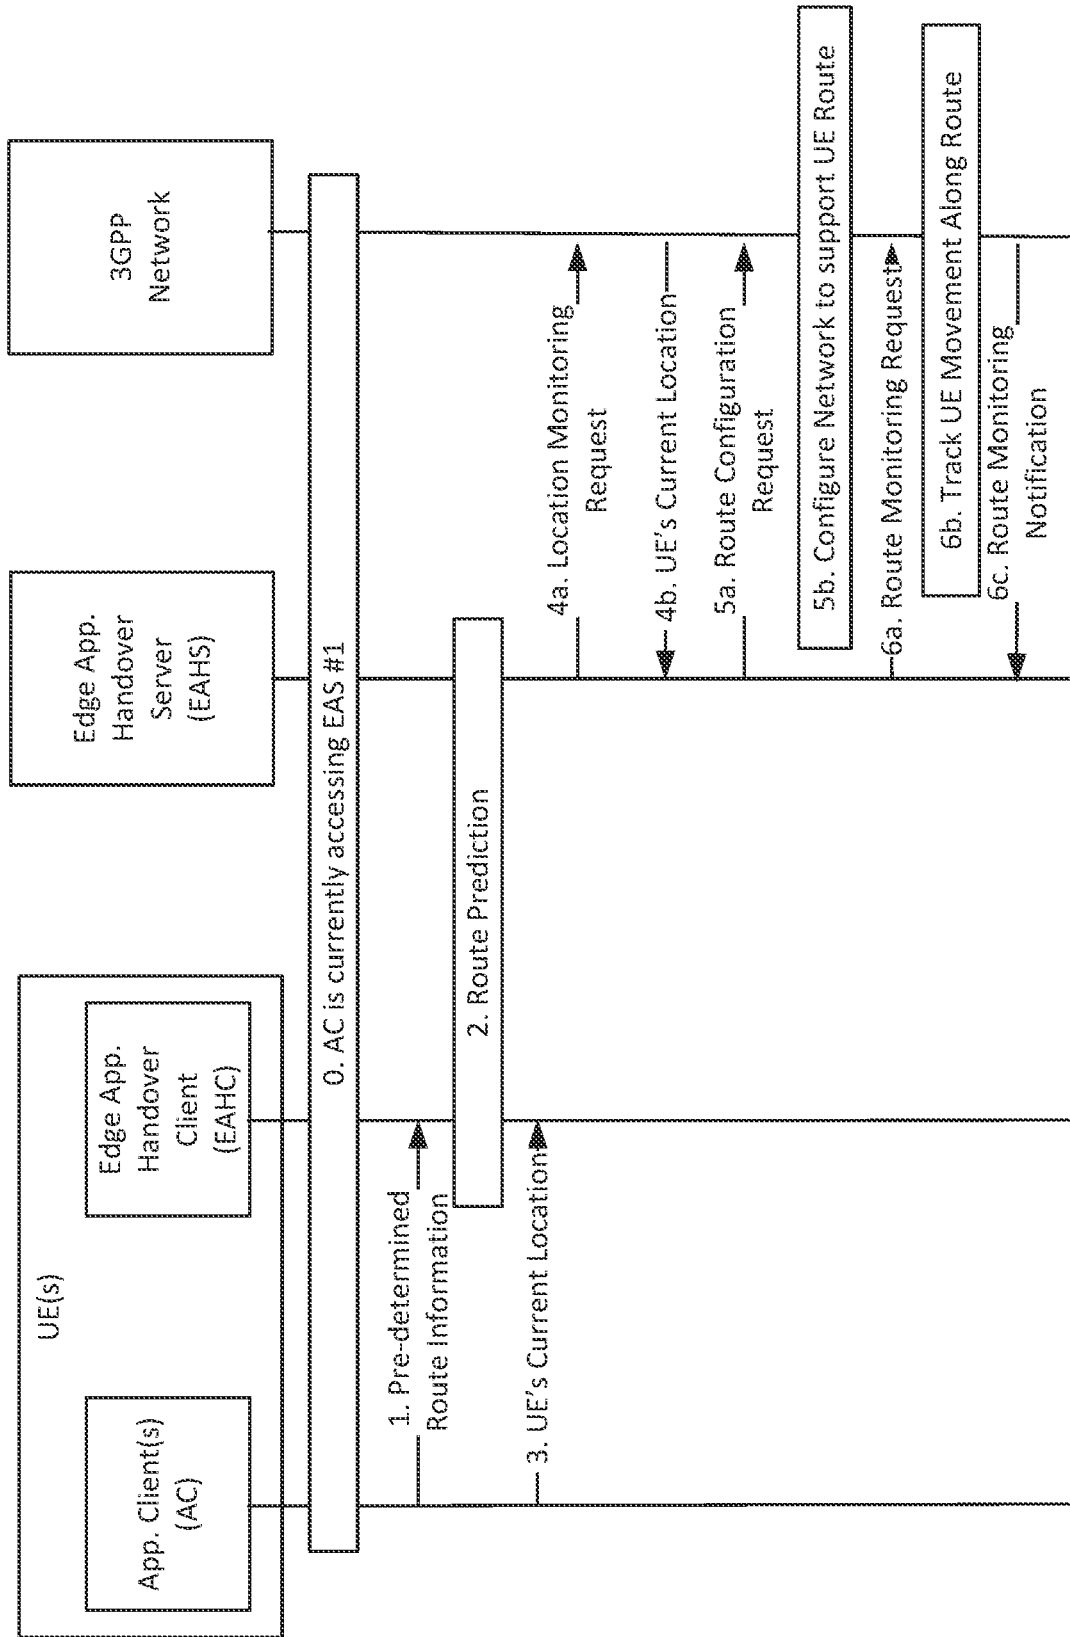 UE(s)
App. Client(s)
(AC)
Edge App.
Handover
Client
(EAHC)
Edge App.
Handover
Server
(EAHS)
3GPP
Network
0. AC is currently accessing EAS #1
1. Pre-determined
Route Information
2. Route Prediction
3. UE's Current Location
4a. Location Monitoring
Request
4b. UE's Current Location
5a. Route Configuration
Request
5b. Configure Network to support UE Route
6a. Route Monitoring Request
6b. Track UE Movement Along Route
6c. Route Monitoring
Notification